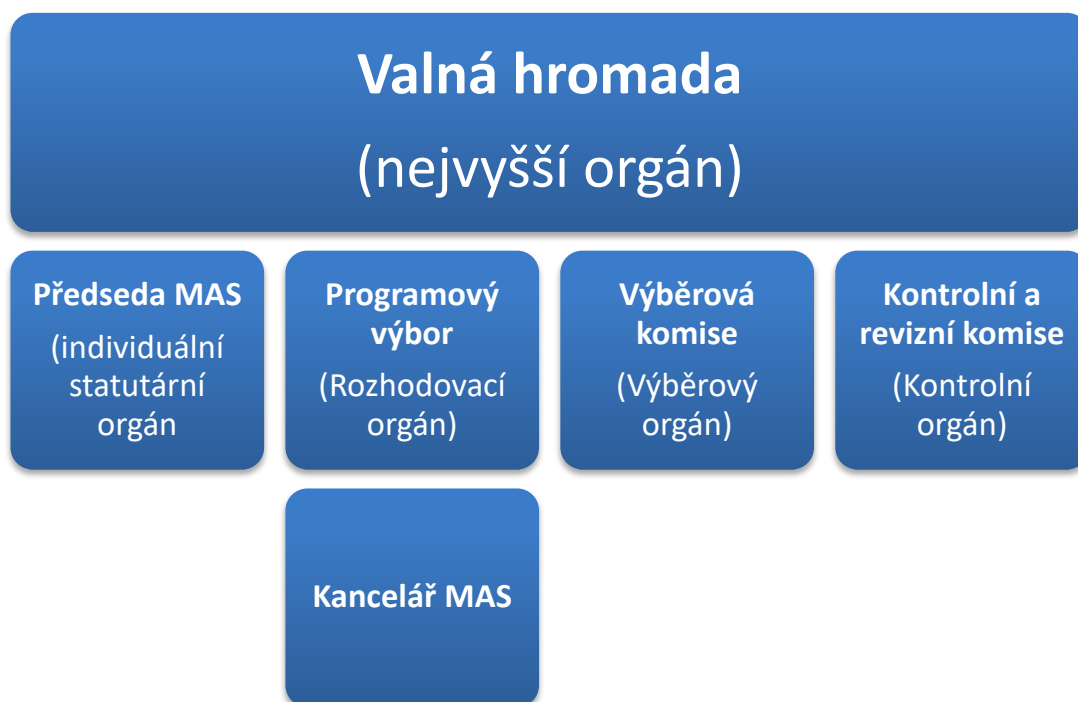 Valná hromada
(nejvyšší orgán)
Předseda MAS
(individuální
statutární
orgán
Programový
výbor
(Rozhodovací
orgán)
Výběrová
komise
(Výběrový
orgán)
Kontrolní a
revizní komise
(Kontrolní
orgán)
Kancelář MAS